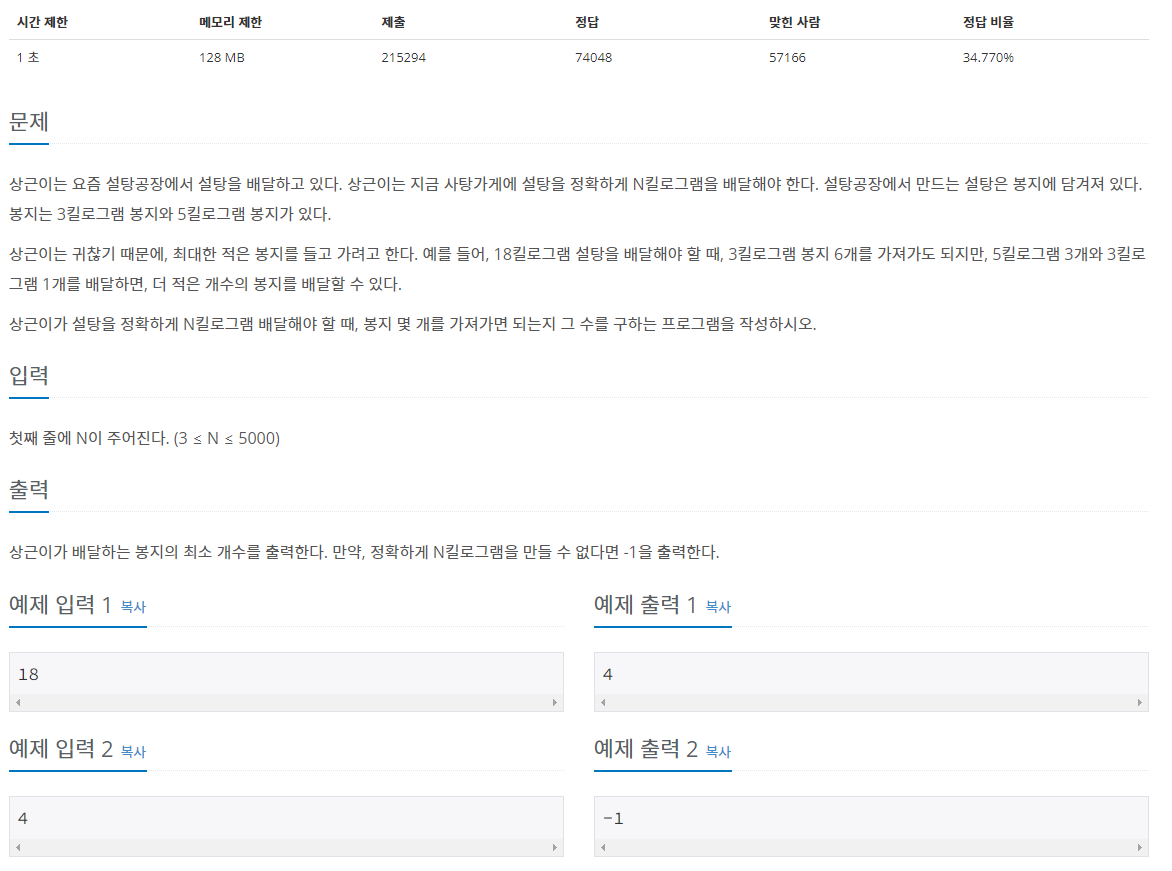 시간 제한 메모리 제한 제출 정답 맞힌 사람 정답 비율
1 초 128 MB 215294 74048 57166 34.770%
문제
상근이는 요즘 설탕공장에서 설탕을 배달하고 있다. 상근이는 지금 사탕가게에 설탕을 정확하게 N킬로그램을 배달해야 한다. 설탕공장에서 만드는 설탕은 봉지에 담겨져 있다.
봉지는 3킬로그램 봉지와 5킬로그램 봉지가 있다.
상근이는 귀찮기 때문에, 최대한 적은 봉지를 들고 가려고 한다. 예를 들어, 18킬로그램 설탕을 배달해야 할 때, 3킬로그램 봉지 6개를 가져가도 되지만, 5킬로그램 3개와 3킬로
그램 1개를 배달하면, 더 적은 개수의 봉지를 배달할 수 있다.
상근이가 설탕을 정확하게 N킬로그램 배달해야 할 때, 봉지 몇 개를 가져가면 되는지 그 수를 구하는 프로그램을 작성하시오.
입력
첫째 줄에 N이 주어진다. (3 ≤ N ≤ 5000)
출력
상근이가 배달하는 봉지의 최소 개수를 출력한다. 만약, 정확하게 N킬로그램을 만들 수 없다면 -1을 출력한다.
예제 입력 1 복사
18
예제 출력 1 복사
4
예제 입력 2 복사
4
예제 출력 2 복사
-1